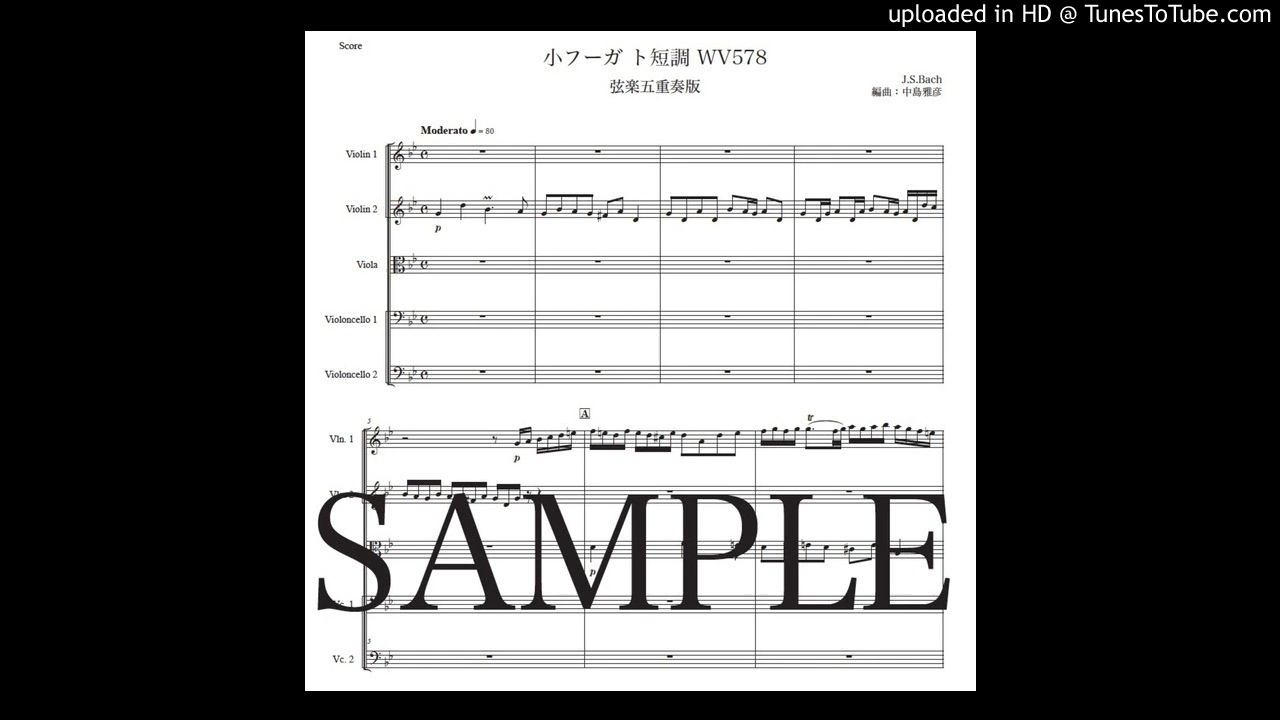 uploaded in HD @ TunesToTube.com
Score
小フーガ ト短調 WV578
弦楽五重奏版
J.S.Bach
編曲：中島雅彦
Moderato ♩ = 80
Violin 1
Violin 2
p
Viola
Violoncello 1
Violoncello 2
5
A
tr
Vln. 1
p
SAMPLE
p
5
Vc. 2